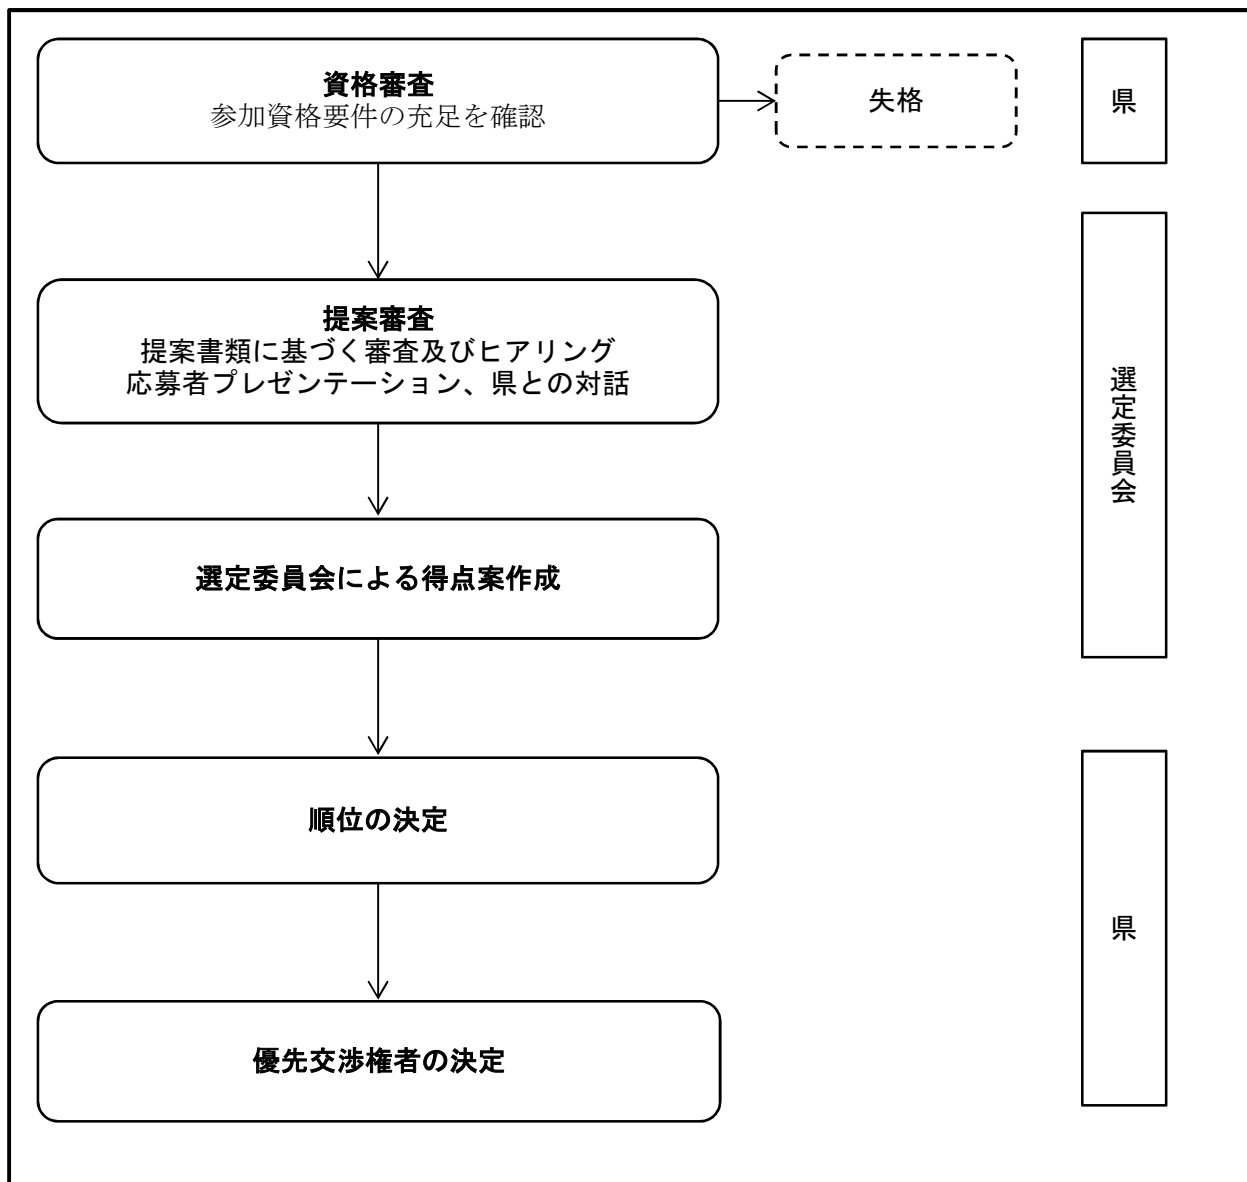 資格審査
参加資格要件の充足を確認
失格
県
提案審査
提案書類に基づく審査及びヒアリング
応募者プレゼンテーション、県との対話
選定委員会
選定委員会による得点案作成
順位の決定
県
優先交渉権者の決定